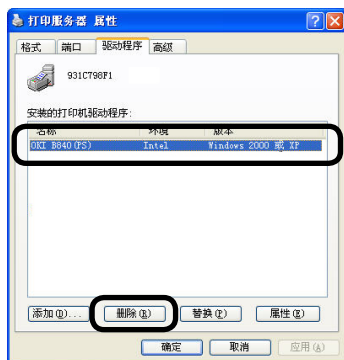 打印服务器 属性
格式 端口 驱动程序 高级
931C798F1
安装的打印机驱动程序:
名称 环境 版本
OKI B840(PS) Intel Windows 2000 或 XP
添加(D)... 删除(R) 替换(P) 属性(E)
确定 取消 应用(A)